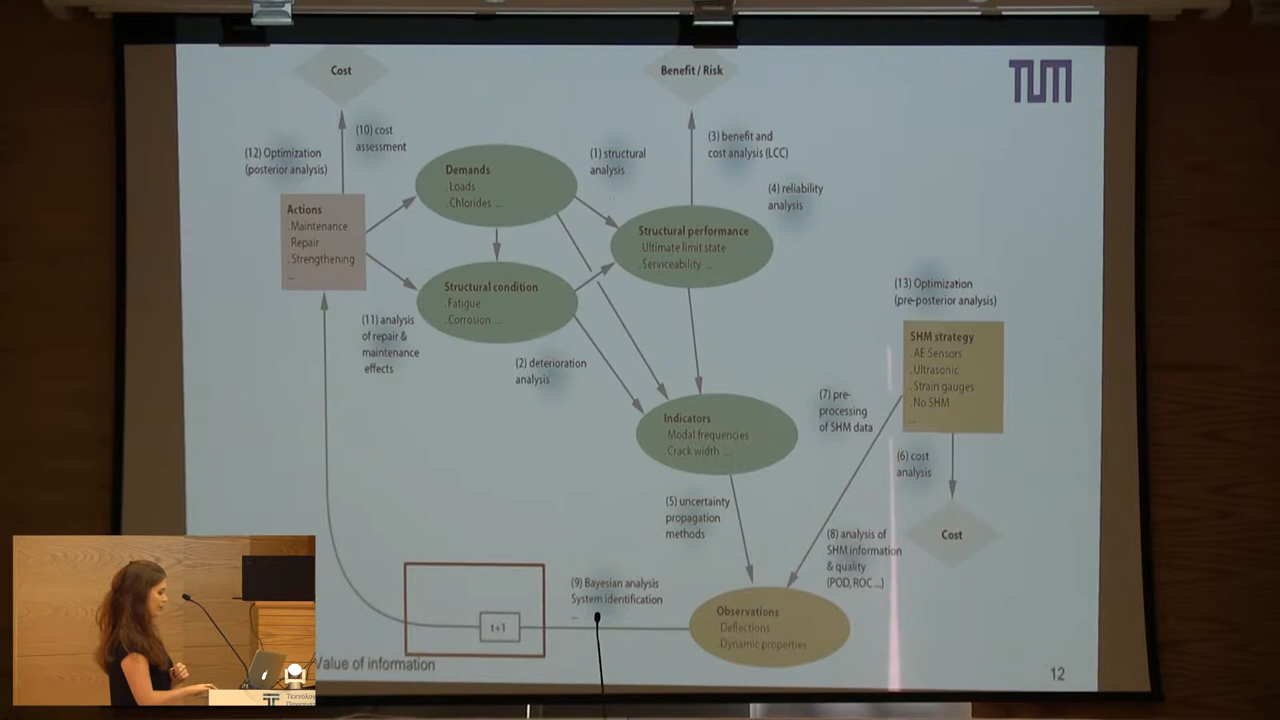 Cost
Benefit / Risk
TUM
(10) cost
assessment
(3) benefit and
cost analysis (LCC)
(12) Optimization
(posterior analysis)
(1) structural
analysis
Demands
.Loads
.Chlorides ...
(4) reliability
analysis
Actions
.Maintenance
.Repair
.Strengthening
...
Structural performance
.Ultimate limit state
.Serviceability ...
Structural condition
.Fatigue
.Corrosion ...
(13) Optimization
(pre-posterior analysis)
(11) analysis
of repair &
maintenance
effects
(2) deterioration
analysis
SHM strategy
.AE Sensors
.Ultrasonic
.Strain gauges
.No SHM
...
(7) pre-
processing
of SHM data
Indicators
.Modal frequencies
.Crack width ...
(6) cost
analysis
(5) uncertainty
propagation
methods
Cost
(8) analysis of
SHM information
& quality
(POD, ROC ...)
(9) Bayesian analysis
System identification
...
t+1
Observations
.Deflections
.Dynamic properties
Value of information
12